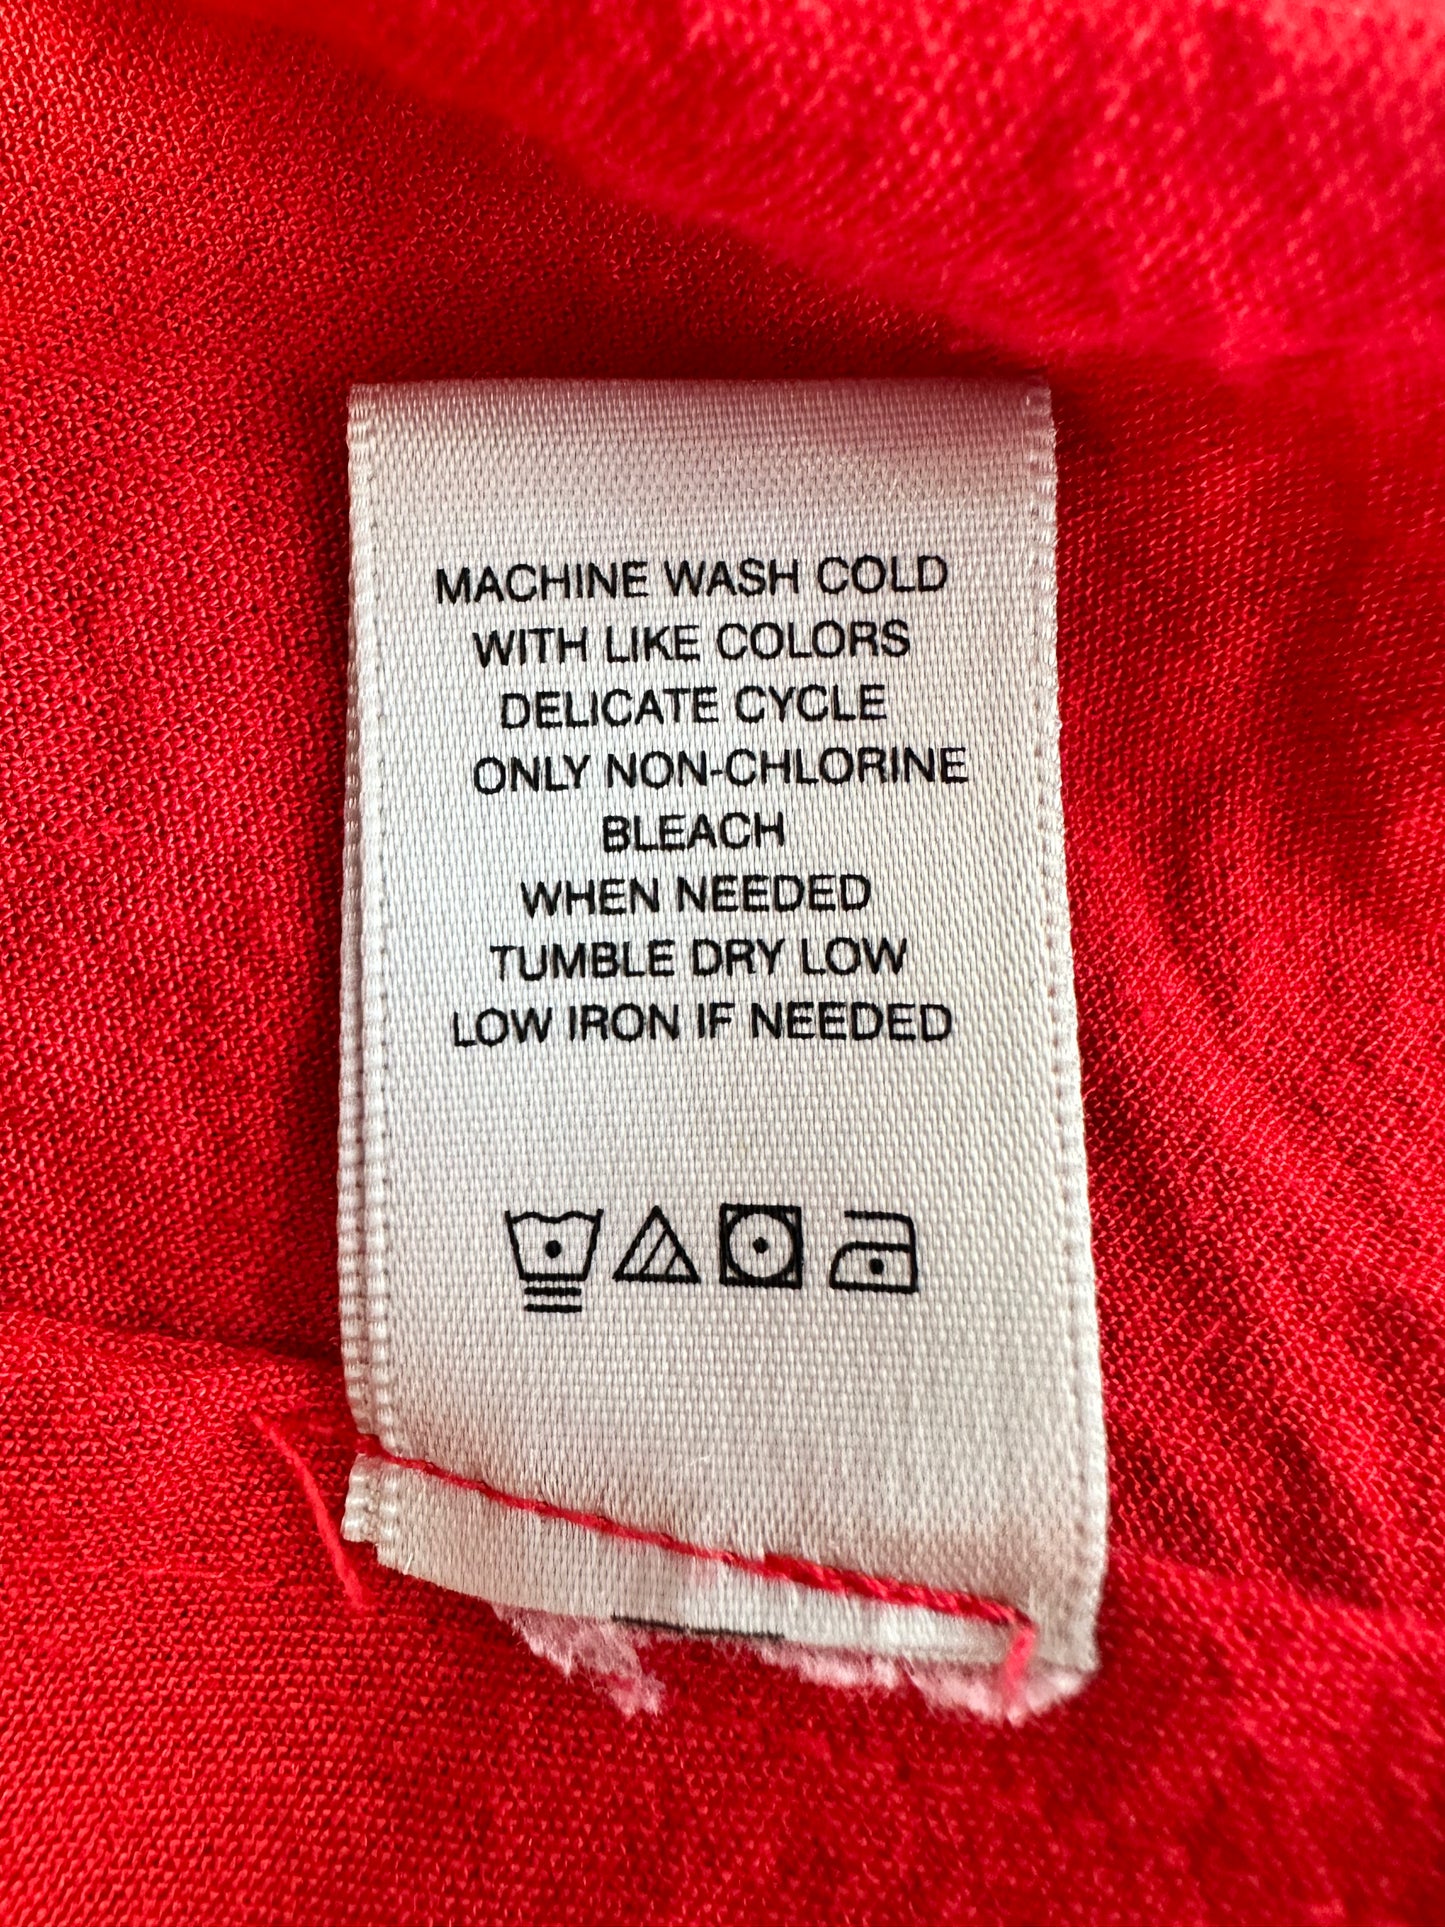 MACHINE WASH COLD
WITH LIKE COLORS
DELICATE CYCLE
ONLY NON-CHLORINE
BLEACH
WHEN NEEDED
TUMBLE DRY LOW
LOW IRON IF NEEDED